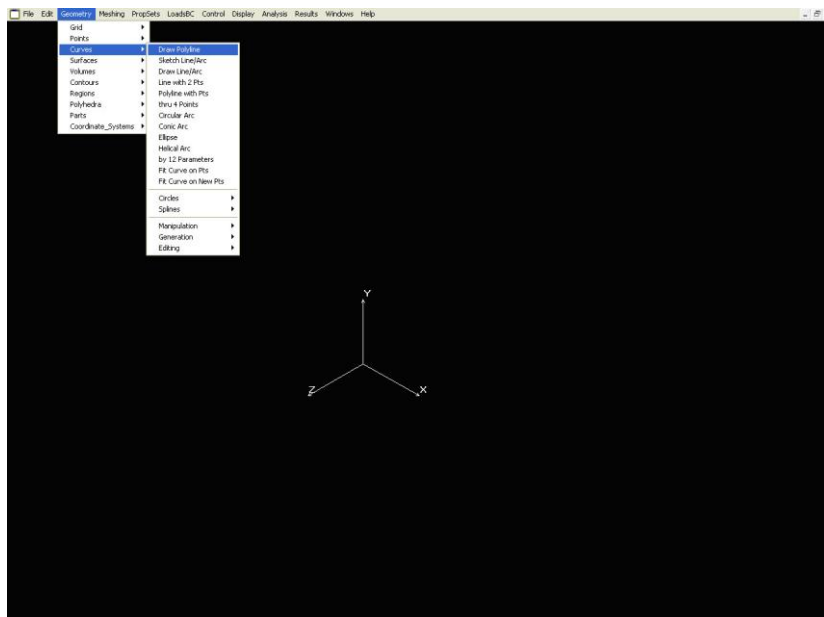 File Edit Geometry Meshing PropSets LoadsBC Control Display Analysis Results Windows Help
Grid
Points
Curves
Surfaces
Volumes
Contours
Regions
Polyhedra
Parts
Coordinate_Systems
Draw Polyline
Sketch Line/Arc
Draw Line/Arc
Line with 2 Pts
Polyline with Pts
thru 4 Points
Circular Arc
Conic Arc
Ellipse
Helical Arc
by 12 Parameters
Fit Curve on Pts
Fit Curve on New Pts
Circles
Splines
Manipulation
Generation
Editing
Y
Z
X